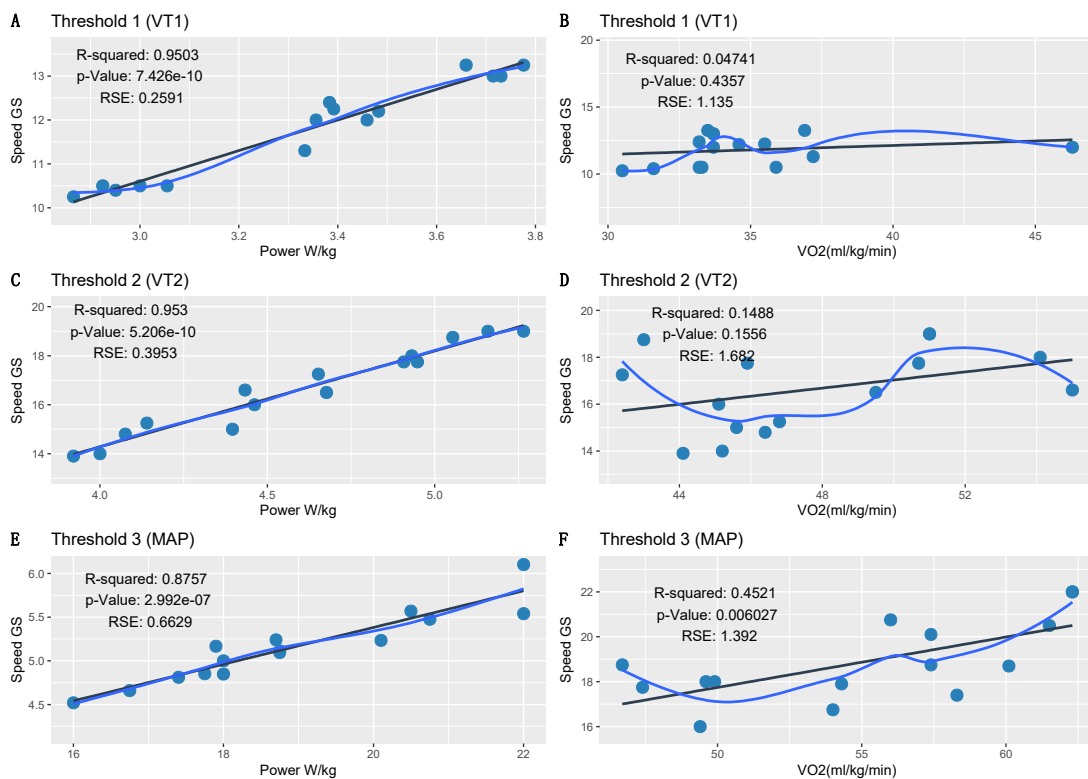 A Threshold 1 (VT1)
R-squared: 0.9503
p-Value: 7.426e-10
RSE: 0.2591
Speed GS
13
12
11
10
3.0 3.2 3.4 3.6 3.8
Power W/kg
B Threshold 1 (VT1)
R-squared: 0.04741
p-Value: 0.4357
RSE: 1.135
Speed GS
20
15
10
30 35 40 45
VO2(ml/kg/min)
C Threshold 2 (VT2)
R-squared: 0.953
p-Value: 5.206e-10
RSE: 0.3953
Speed GS
20
18
16
14
4.0 4.5 5.0
Power W/kg
D Threshold 2 (VT2)
R-squared: 0.1488
p-Value: 0.1556
RSE: 1.682
Speed GS
20
18
16
14
44 48 52
VO2(ml/kg/min)
E Threshold 3 (MAP)
R-squared: 0.8757
p-Value: 2.992e-07
RSE: 0.6629
Speed GS
6.0
5.5
5.0
4.5
16 18 20 22
Power W/kg
F Threshold 3 (MAP)
R-squared: 0.4521
p-Value: 0.006027
RSE: 1.392
Speed GS
22
20
18
16
50 55 60
VO2(ml/kg/min)